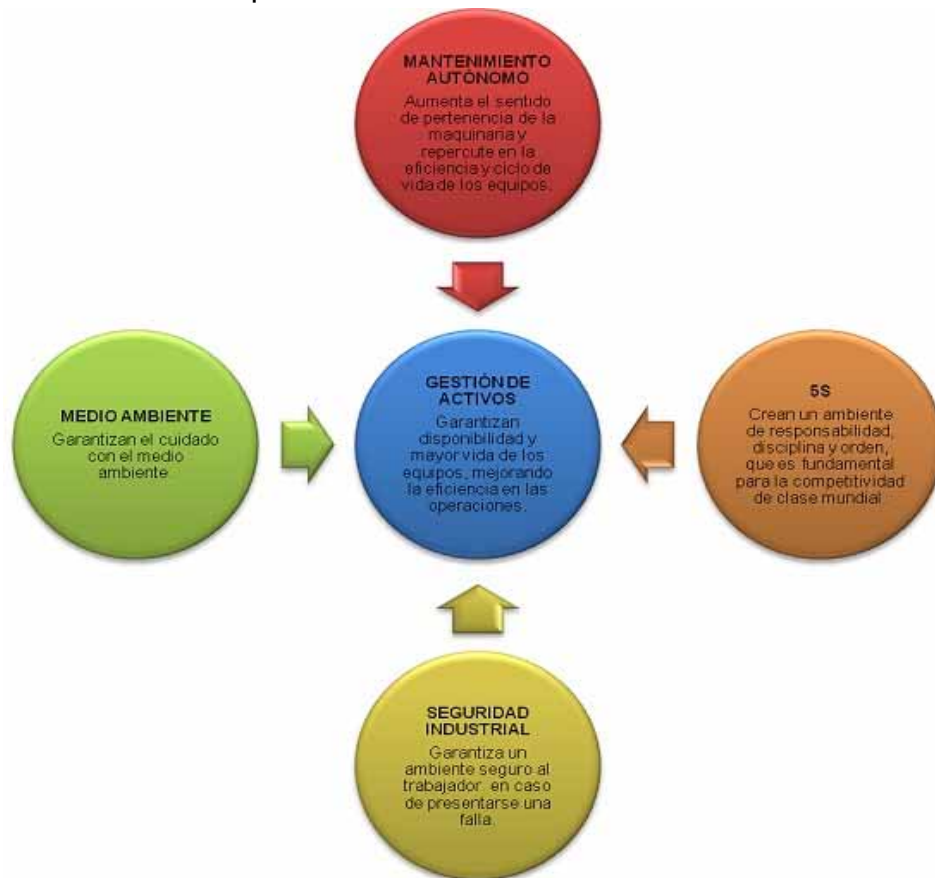 MANTENIMIENTO
AUTÓNOMO
Aumenta el sentido
de pertenencia de la
maquinaria y
repercute en la
eficiencia y ciclo de
vida de los equipos.
MEDIO AMBIENTE
Garantizan el cuidado
con el medio
ambiente
GESTIÓN DE
ACTIVOS
Garantizan
disponibilidad y
mayor vida de los
equipos, mejorando
la eficiencia en las
operaciones.
5S
Crean un ambiente
de responsabilidad,
disciplina y orden,
que es fundamental
para la competitividad
de clase mundial
SEGURIDAD
INDUSTRIAL
Garantiza un
ambiente seguro al
trabajador en caso
de presentarse una
falla.